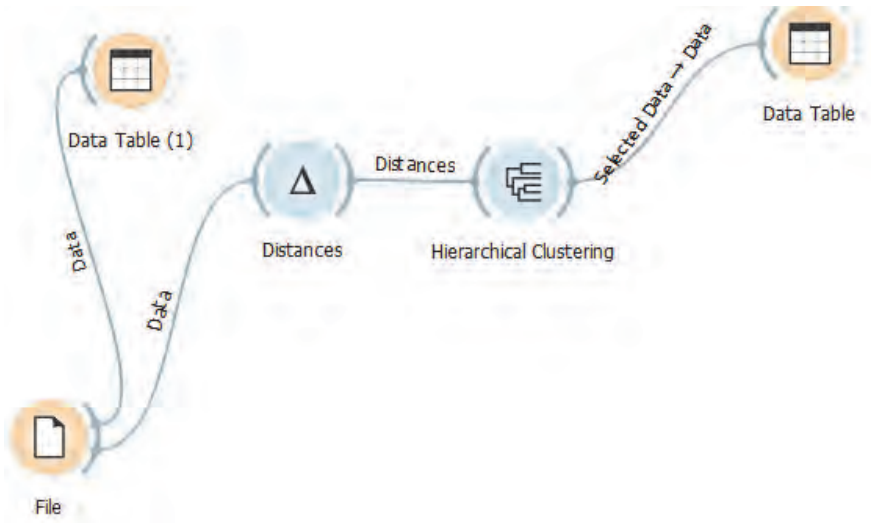 Data Table (1)
Data
Data
File
Distances
Distances
Hierarchical Clustering
Selected Data → Data
Data Table